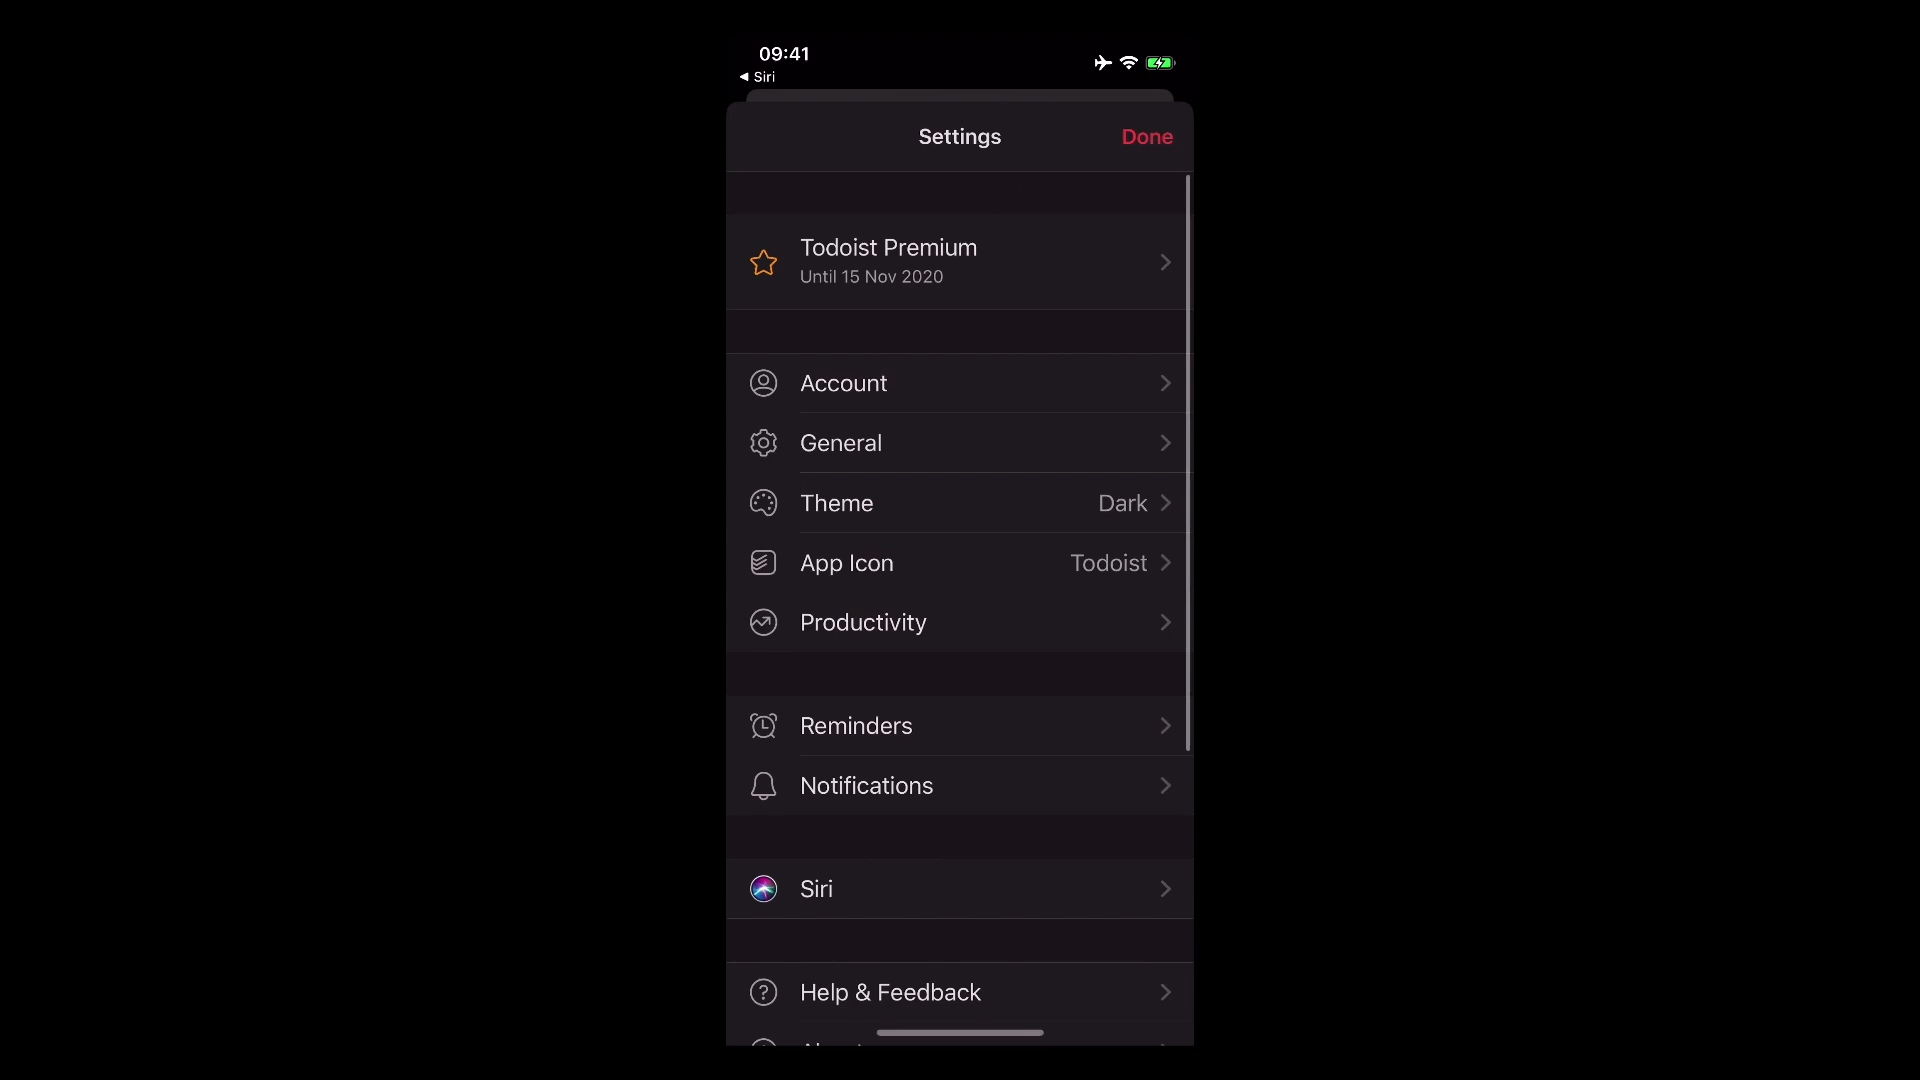 09:41
◀ Siri
Settings
Done
Todoist Premium
Until 15 Nov 2020
Account
General
Theme Dark
App Icon Todoist
Productivity
Reminders
Notifications
Siri
Help & Feedback